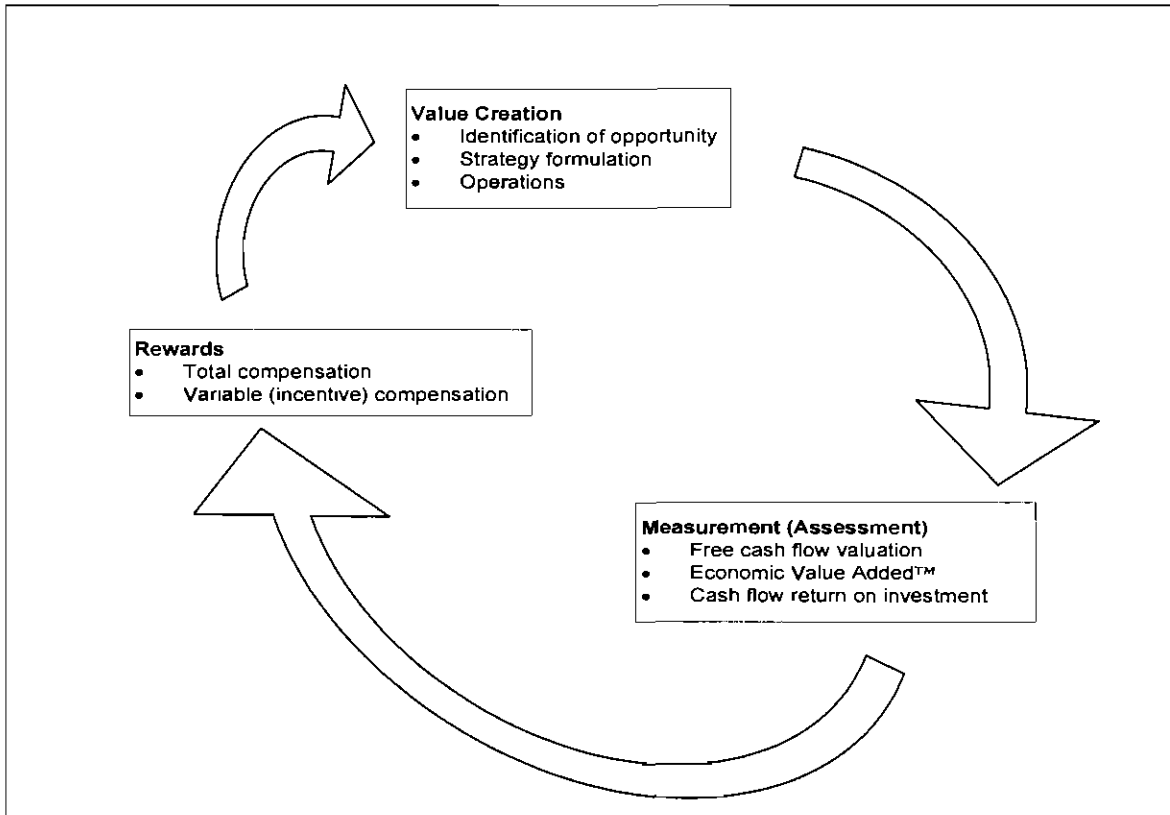 Value Creation
• Identification of opportunity
• Strategy formulation
• Operations
Rewards
• Total compensation
• Variable (incentive) compensation
Measurement (Assessment)
• Free cash flow valuation
• Economic Value Added™
• Cash flow return on investment